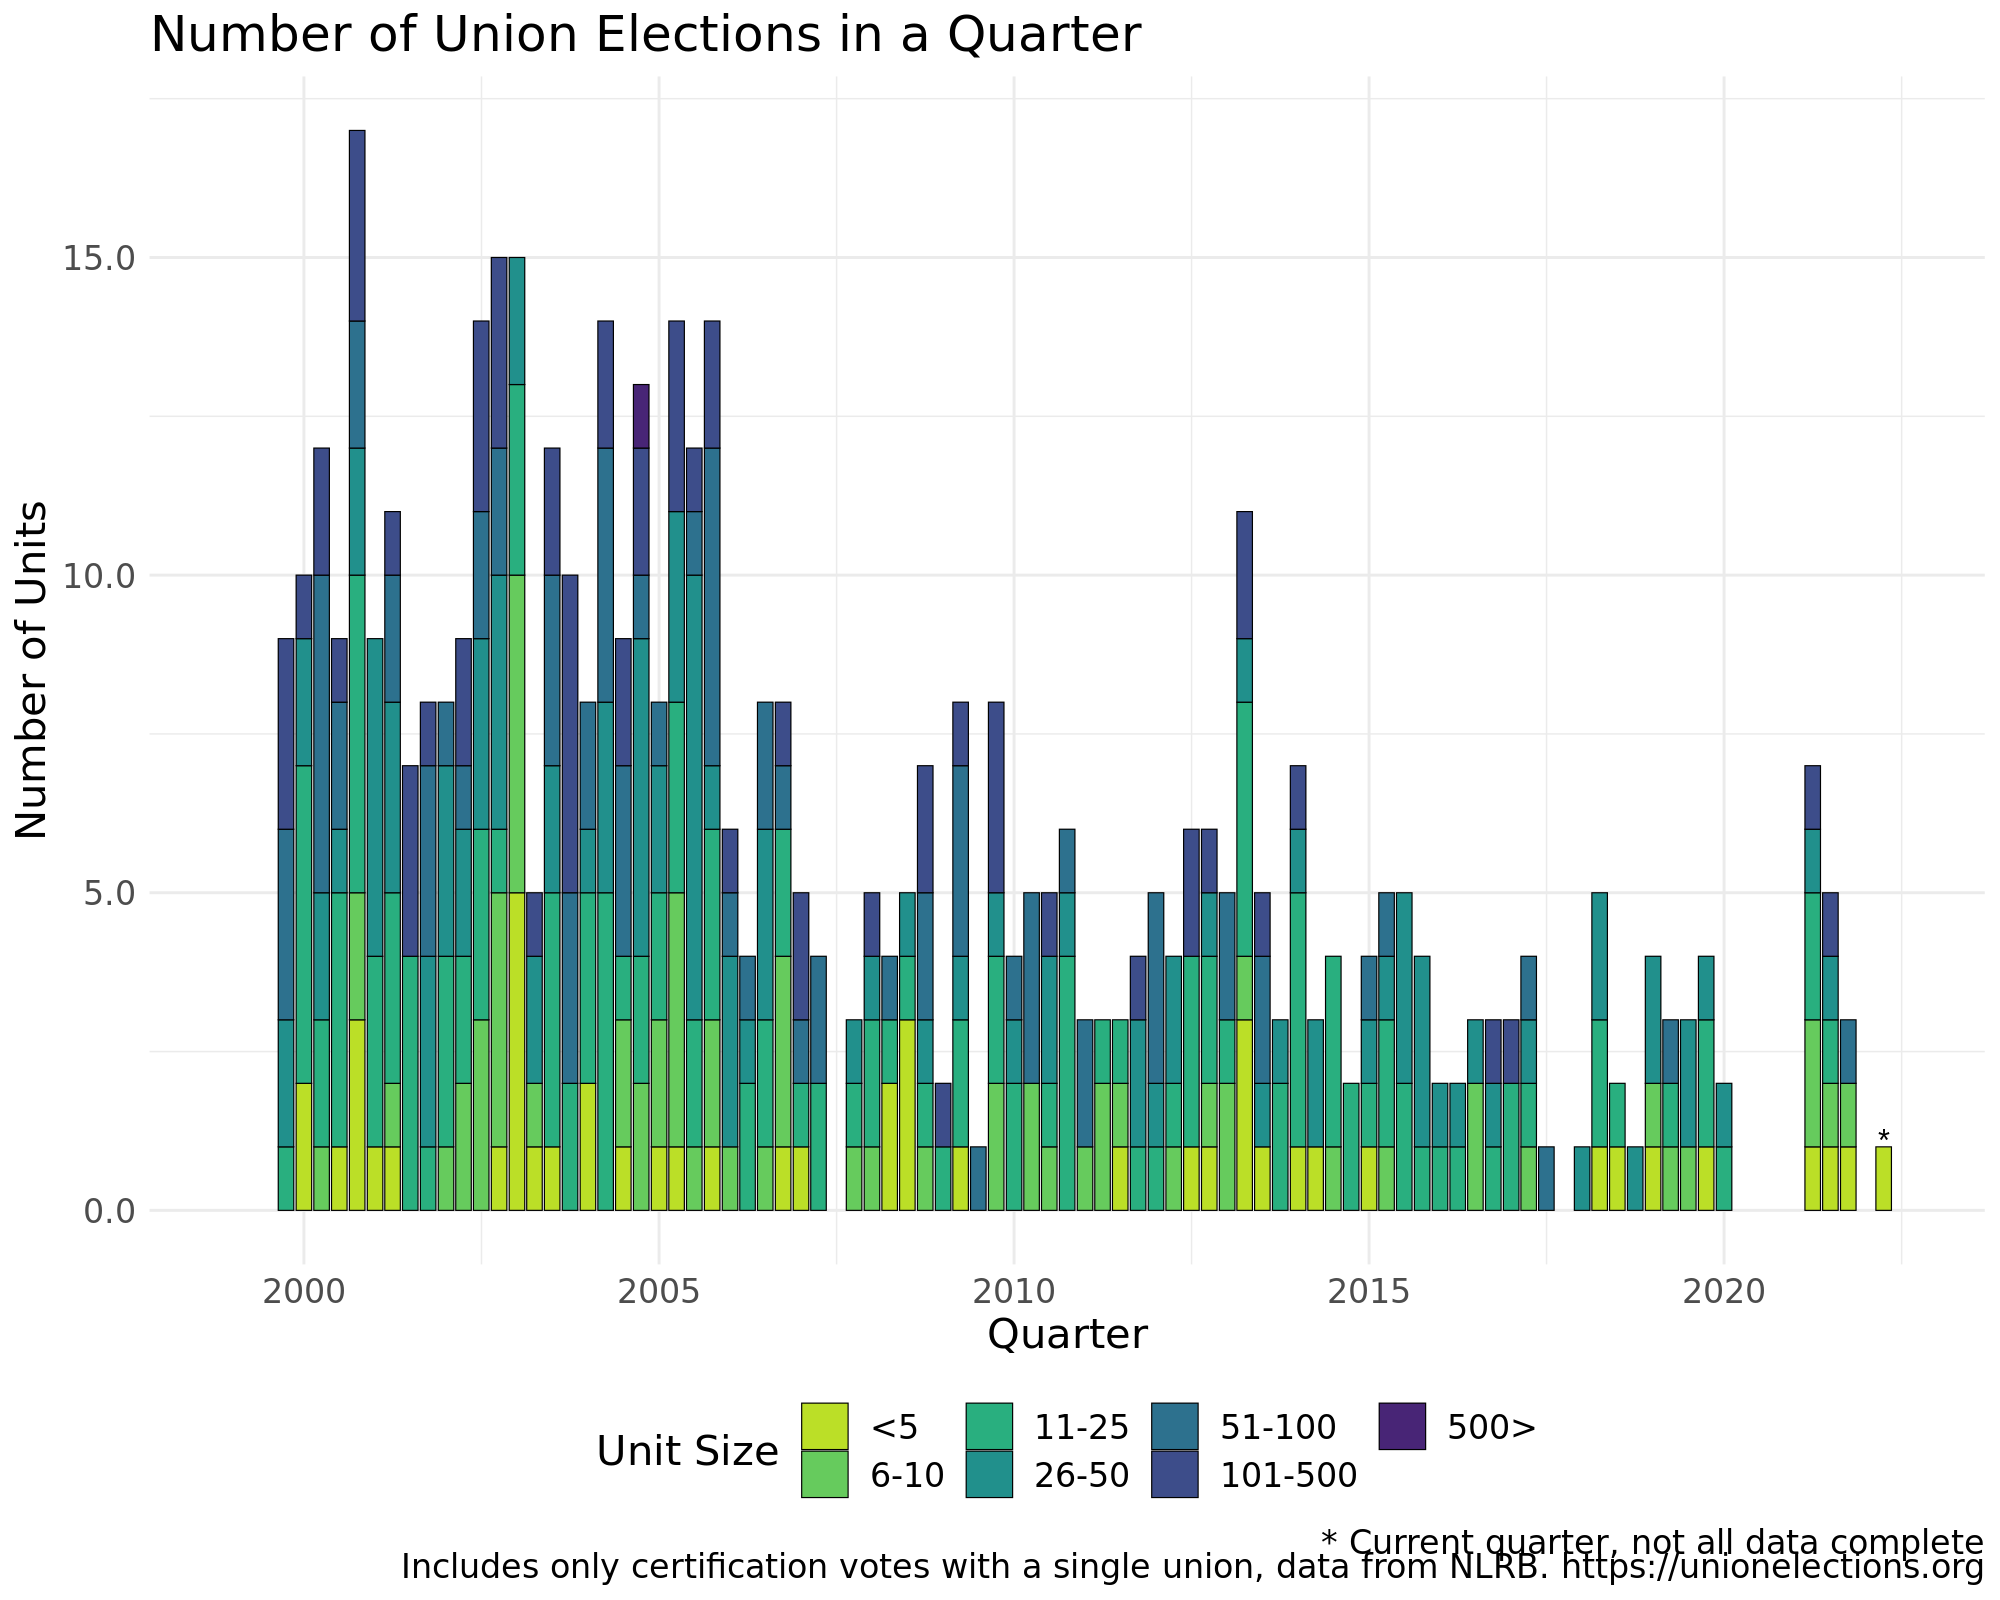 Number of Union Elections in a Quarter
Number of Units
15.0
10.0
5.0
0.0
*
2000 2005 2010 2015 2020
Quarter
Unit Size
<5 11-25 51-100 500>
6-10 26-50 101-500
* Current quarter, not all data complete
Includes only certification votes with a single union, data from NLRB. https://unionelections.org